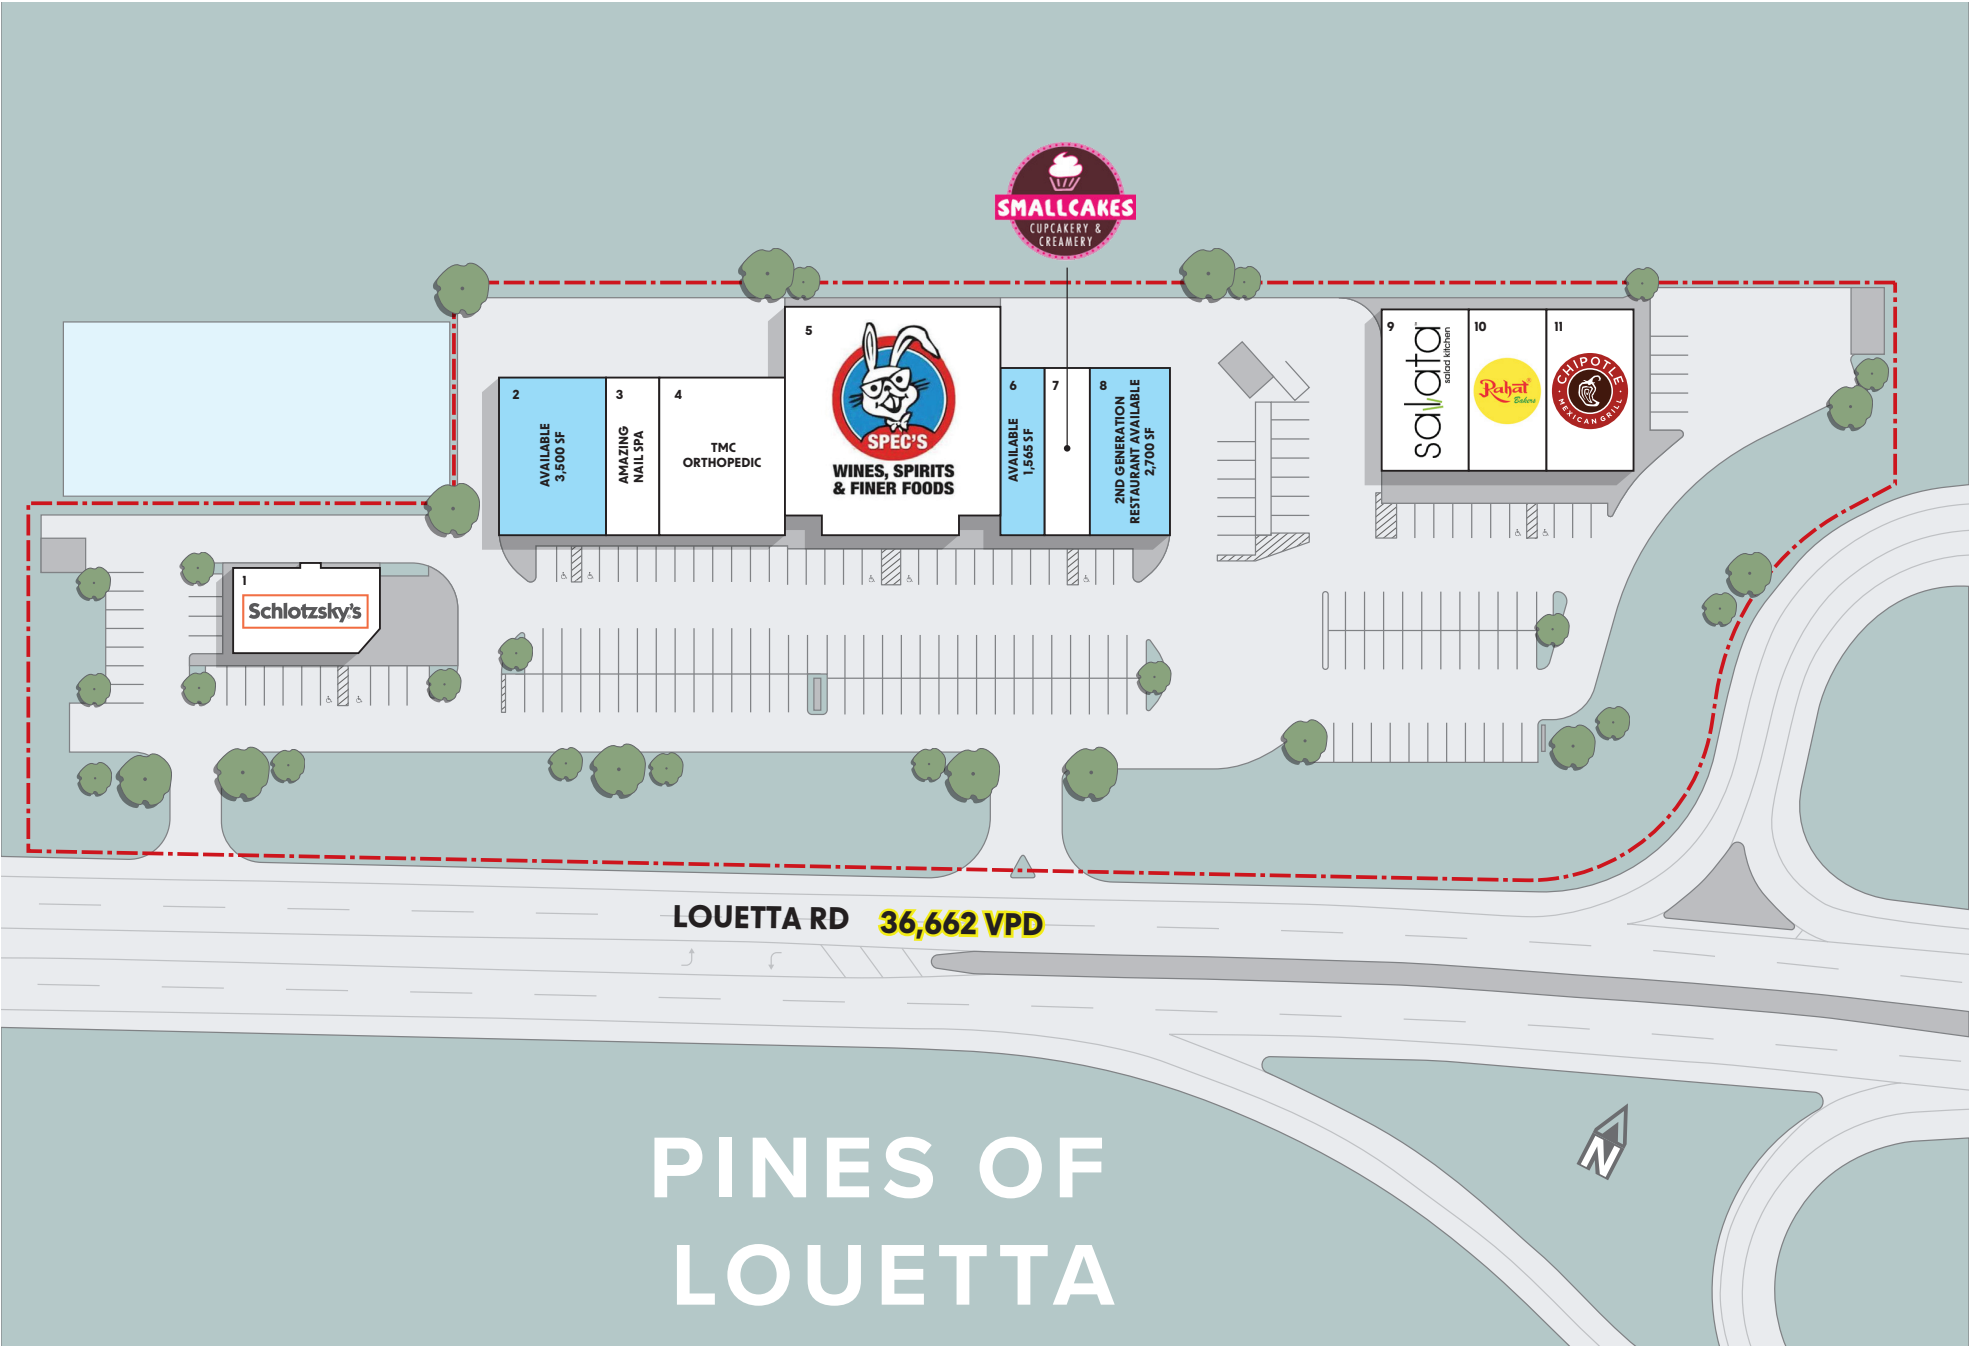 SMALLCAKES
CUPCAKERY &
CREAMERY
2
AVAILABLE
3,500 SF
3
AMAZING
NAIL SPA
4
TMC
ORTHOPEDIC
5
SPEC'S
WINES, SPIRITS
& FINER FOODS
6
AVAILABLE
1,565 SF
7
8
2ND GENERATION
RESTAURANT AVAILABLE
2,700 SF
9
salata
salad kitchen
10
Rahat
Bakers
11
CHIPOTLE
MEXICAN GRILL
1
Schlotzsky's
LOUETTA RD 36,662 VPD
N
PINES OF
LOUETTA